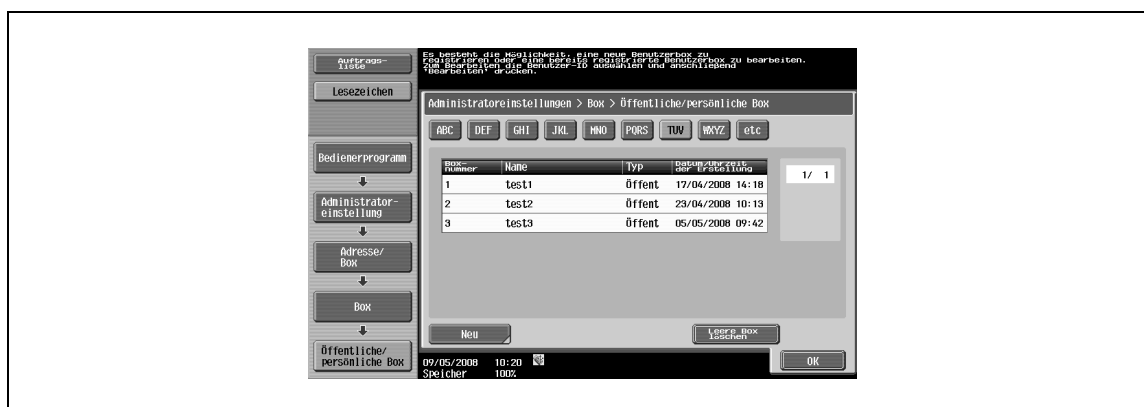 Auftrags-
liste
Lesezeichen
Bedienerprogramm
Administrator-
einstellung
Adresse/
Box
Box
Öffentliche/
persönliche Box
Es besteht die Möglichkeit, eine neue Benutzerbox zu
registrieren oder eine bereits registrierte Benutzerbox zu bearbeiten.
Zum Bearbeiten die Benutzer-ID auswählen und anschließend
'Bearbeiten' drücken.
Administratoreinstellungen > Box > Öffentliche/persönliche Box
ABC DEF GHI JKL MNO PQRS TUV WXYZ etc
Box-
nummer Name Typ Datum/Uhrzeit
der Erstellung
1 test1 Öffent 17/04/2008 14:18
2 test2 Öffent 23/04/2008 10:13
3 test3 Öffent 05/05/2008 09:42
1/ 1
Neu
Leere Box
löschen
09/05/2008 10:20
Speicher 100%
OK